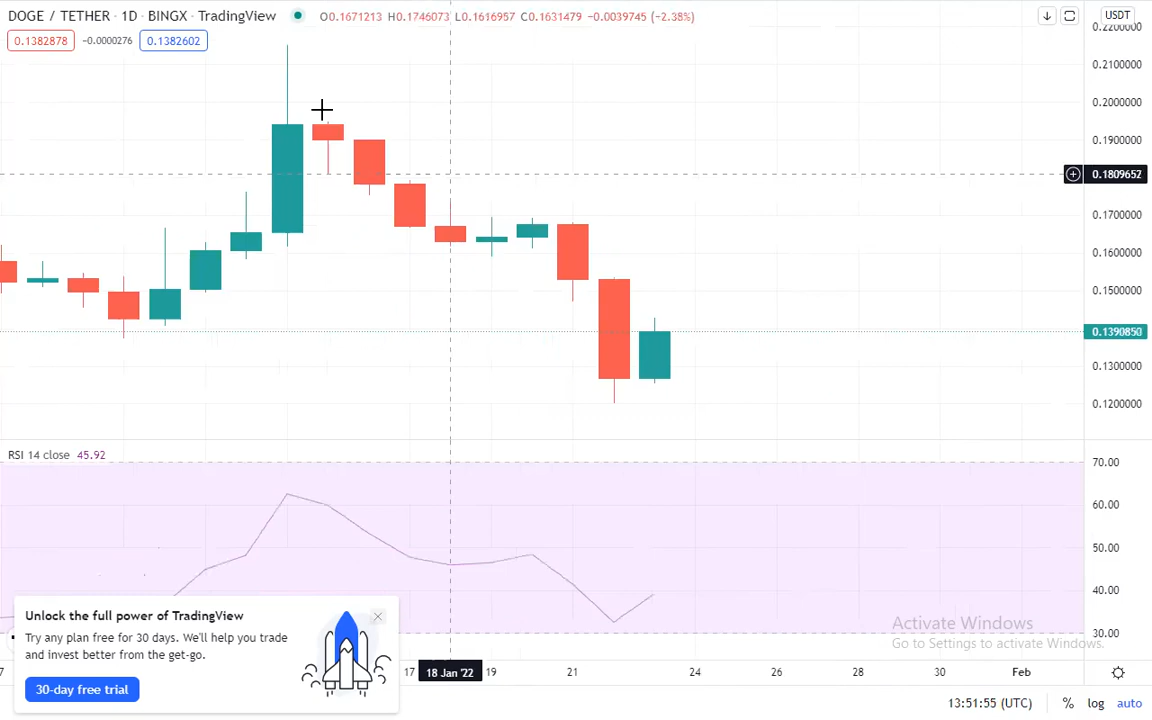 DOGE / TETHER · 1D · BINGX · TradingView O0.1671213 H0.1746073 L0.1616957 C0.1631479 −0.0039745 (−2.38%)
USDT
0.1382878 −0.0000276 0.1382602
0.2200000
0.2100000
0.2000000
0.1900000
0.1809652
0.1700000
0.1600000
0.1500000
0.1390850
0.1300000
0.1200000
RSI 14 close 45.92
70.00
60.00
50.00
40.00
30.00
Unlock the full power of TradingView
Try any plan free for 30 days. We'll help you trade
and invest better from the get-go.
30-day free trial
Activate Windows
Go to Settings to activate Windows.
7 17 18 Jan '22 19 21 24 26 28 30 Feb
13:51:55 (UTC) % log auto